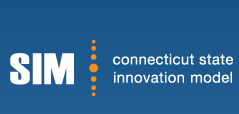 SIM
connecticut state
innovation model